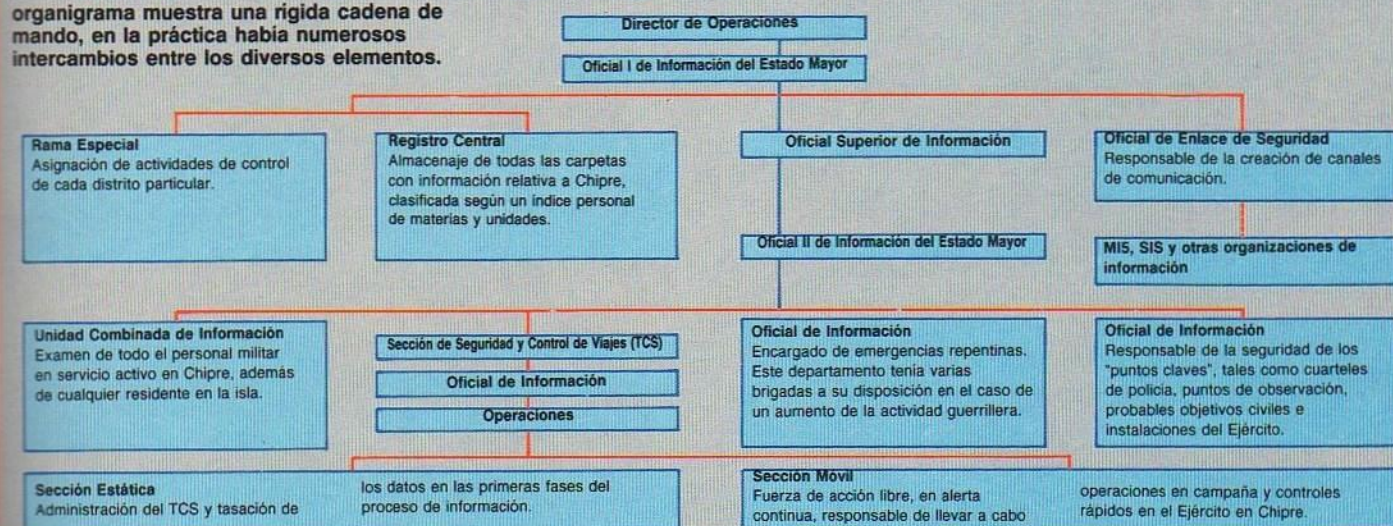 organigrama muestra una rigida cadena de
mando, en la práctica habia numerosos
intercambios entre los diversos elementos.
Director de Operaciones
Oficial I de Información del Estado Mayor
Rama Especial
Asignación de actividades de control
de cada distrito particular.
Registro Central
Almacenaje de todas las carpetas
con información relativa a Chipre,
clasificada según un índice personal
de materias y unidades.
Oficial Superior de Información
Oficial de Enlace de Seguridad
Responsable de la creación de canales
de comunicación.
Oficial II de Información del Estado Mayor
MI5, SIS y otras organizaciones de
información
Unidad Combinada de Información
Examen de todo el personal militar
en servicio activo en Chipre, además
de cualquier residente en la isla.
Sección de Seguridad y Control de Viajes (TCS)
Oficial de Información
Operaciones
Oficial de Información
Encargado de emergencias repentinas.
Este departamento tenía varias
brigadas a su disposición en el caso de
un aumento de la actividad guerrillera.
Oficial de Información
Responsable de la seguridad de los
"puntos claves", tales como cuarteles
de policía, puntos de observación,
probables objetivos civiles e
instalaciones del Ejército.
Sección Estática
Administración del TCS y tasación de
los datos en las primeras fases del
proceso de información.
Sección Móvil
Fuerza de acción libre, en alerta
continua, responsable de llevar a cabo
operaciones en campaña y controles
rápidos en el Ejército en Chipre.